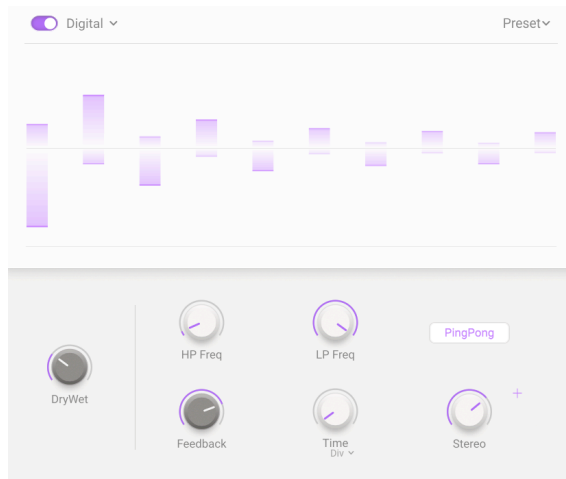 Digital
Preset
HP Freq
LP Freq
PingPong
DryWet
Feedback
Time
Div
Stereo